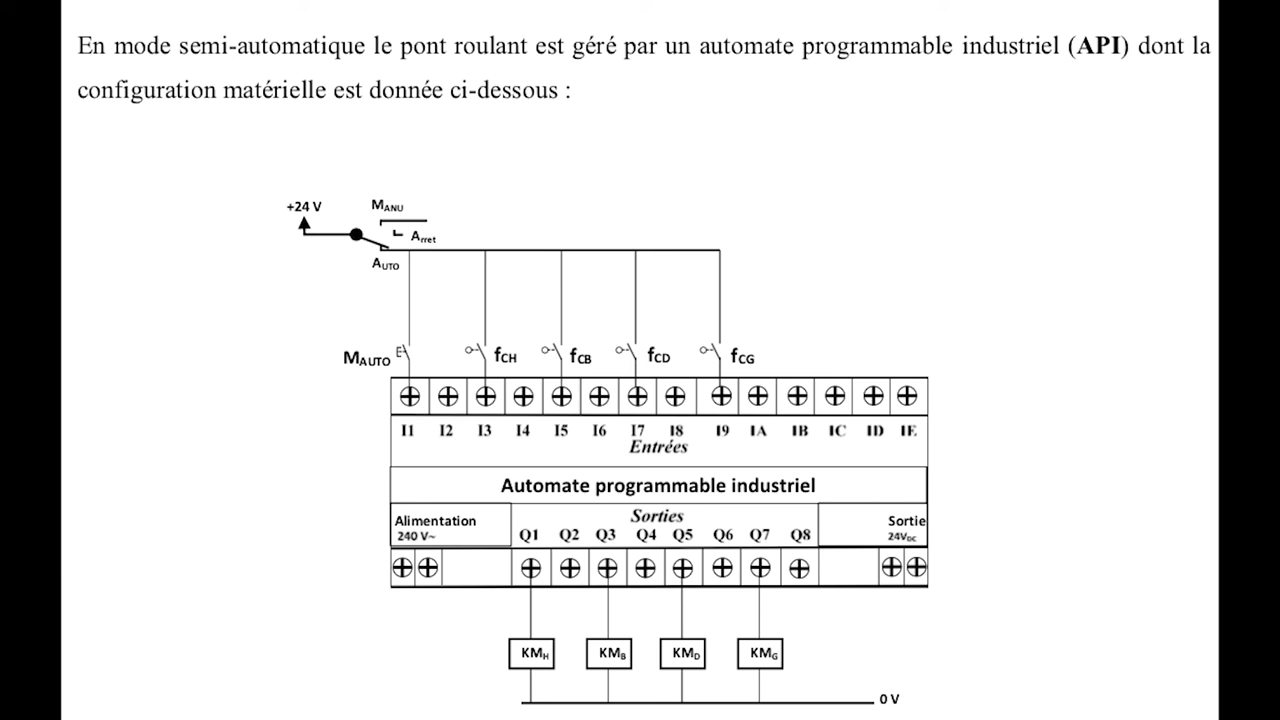 En mode semi-automatique le pont roulant est géré par un automate programmable industriel (API) dont la
configuration matérielle est donnée ci-dessous :
+24 V
MANU
Arret
AUTO
MAUTO
fCH
fCB
fCD
fCG
I1 I2 I3 I4 I5 I6 I7 I8 I9 IA IB IC ID IE
Entrées
Automate programmable industriel
Alimentation
240 V~
Sorties
Q1 Q2 Q3 Q4 Q5 Q6 Q7 Q8
Sortie
24VDC
KMH KMB KMD KMG
0 V